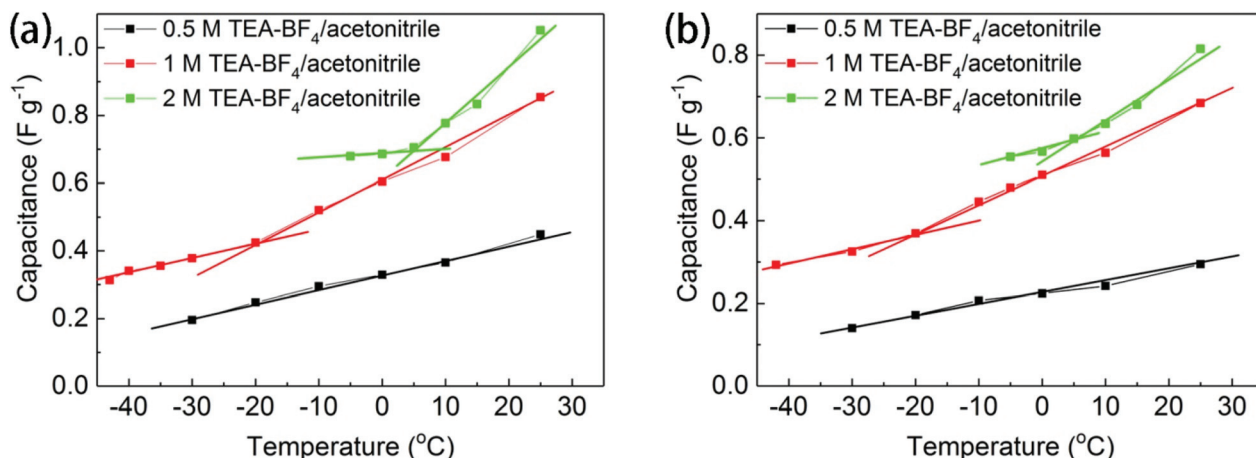 (a)
0.5 M TEA-BF4/acetonitrile
1 M TEA-BF4/acetonitrile
2 M TEA-BF4/acetonitrile
Capacitance (F g-1)
1.0
0.8
0.6
0.4
0.2
0.0
-40 -30 -20 -10 0 10 20 30
Temperature (oC)
(b)
0.5 M TEA-BF4/acetonitrile
1 M TEA-BF4/acetonitrile
2 M TEA-BF4/acetonitrile
Capacitance (F g-1)
0.8
0.6
0.4
0.2
0.0
-40 -30 -20 -10 0 10 20 30
Temperature (oC)